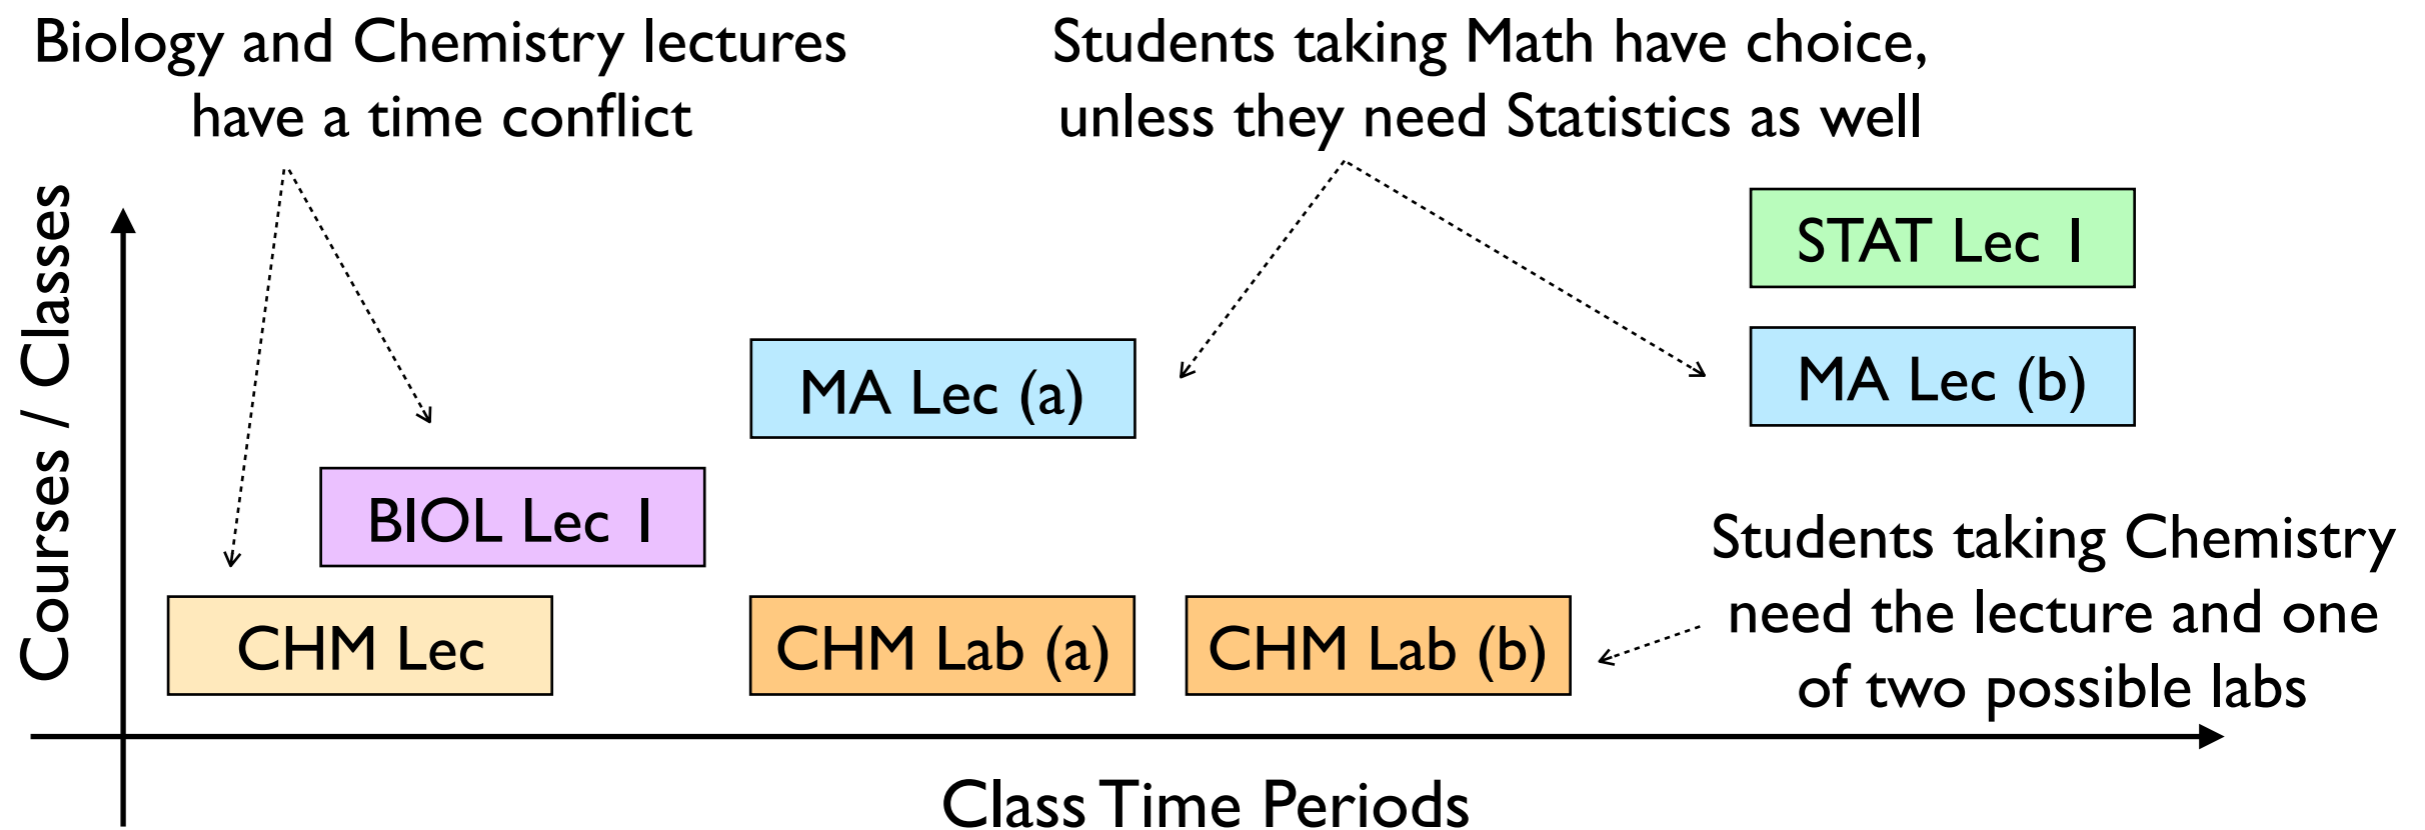 Biology and Chemistry lectures
have a time conflict
Students taking Math have choice,
unless they need Statistics as well
Courses / Classes
STAT Lec 1
MA Lec (a)
MA Lec (b)
BIOL Lec 1
CHM Lec
CHM Lab (a)
CHM Lab (b)
Students taking Chemistry
need the lecture and one
of two possible labs
Class Time Periods